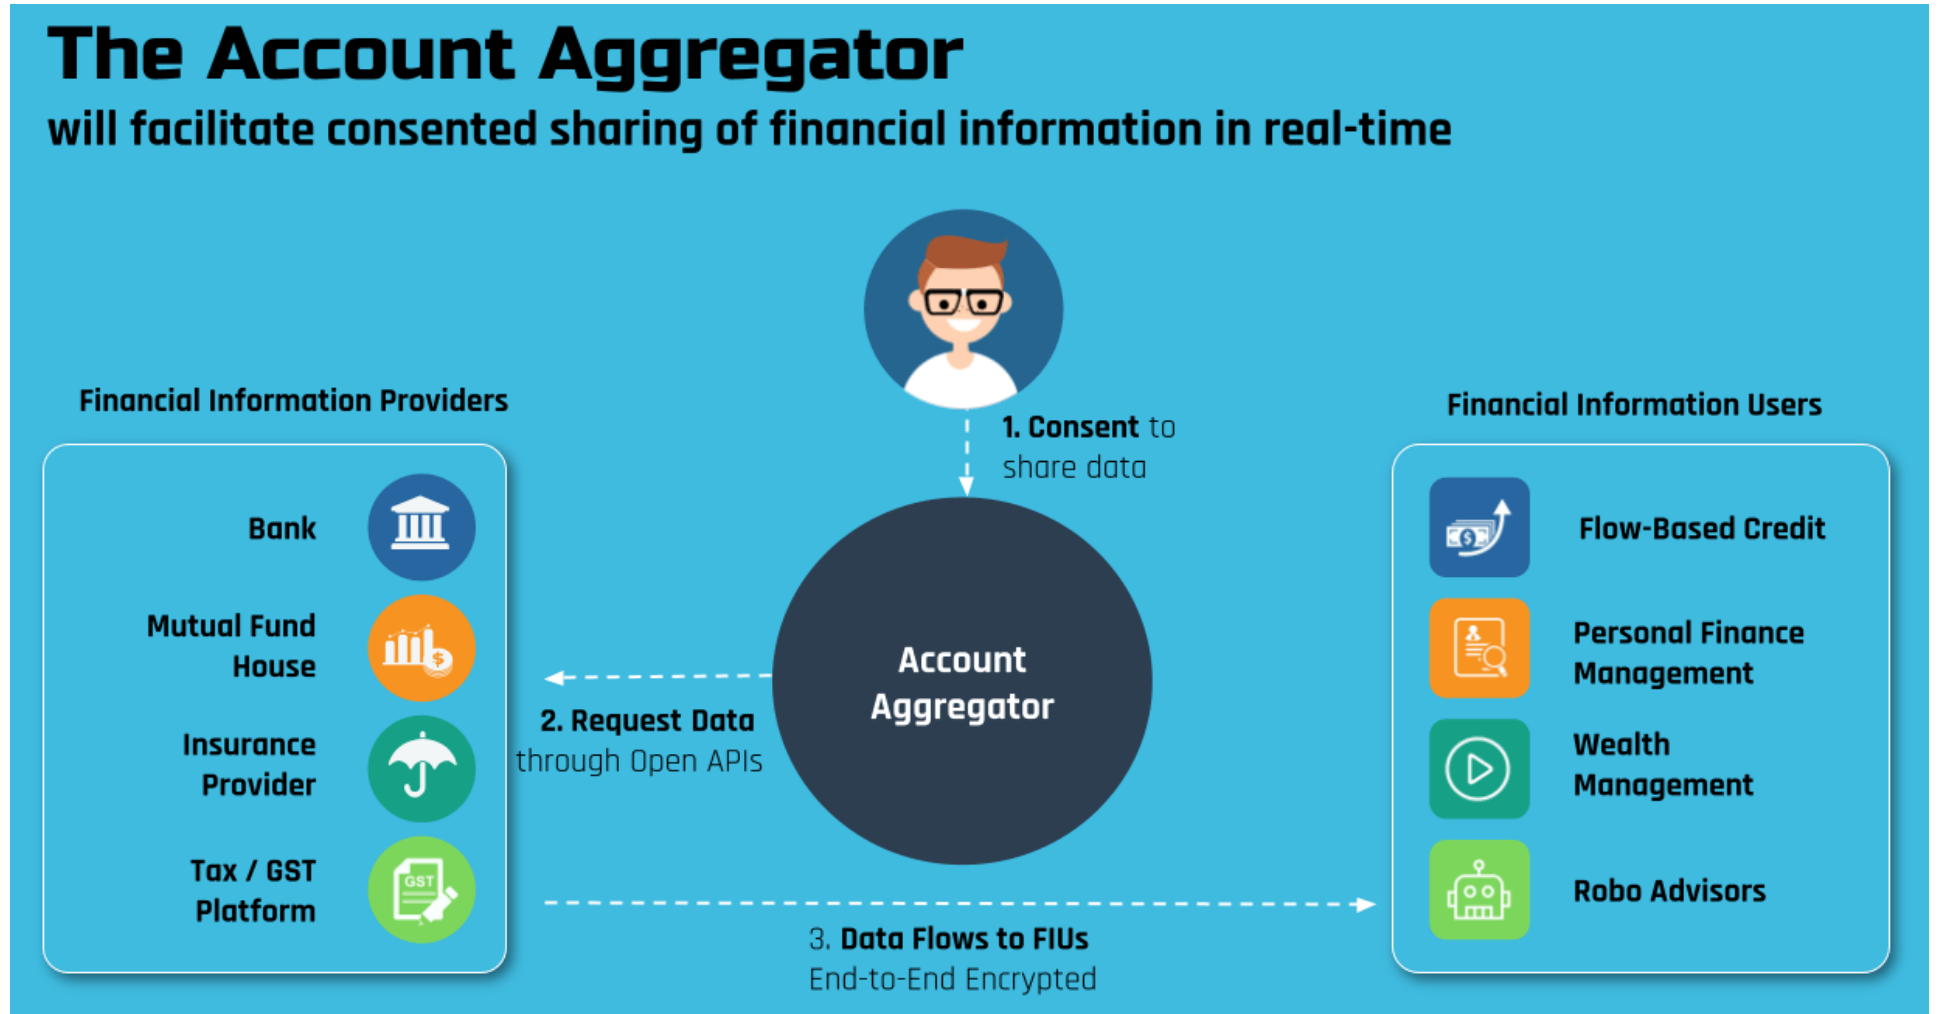 The Account Aggregator
will facilitate consented sharing of financial information in real-time
Financial Information Providers
Bank
Mutual Fund
House
Insurance
Provider
Tax / GST
Platform
GST
1. Consent to
share data
Account
Aggregator
2. Request Data
through Open APIs
3. Data Flows to FIUs
End-to-End Encrypted
Financial Information Users
Flow-Based Credit
Personal Finance
Management
Wealth
Management
Robo Advisors